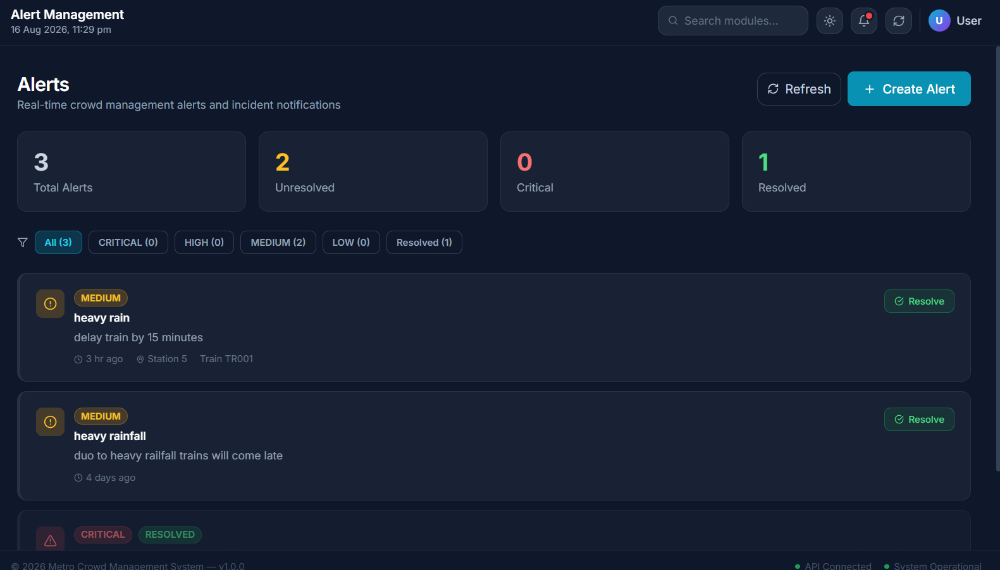 Alert Management
16 Aug 2026, 11:29 pm
Search modules...
U
User
Alerts
Real-time crowd management alerts and incident notifications
Refresh
+ Create Alert
3
Total Alerts
2
Unresolved
0
Critical
1
Resolved
All (3)
CRITICAL (0)
HIGH (0)
MEDIUM (2)
LOW (0)
Resolved (1)
MEDIUM
heavy rain
delay train by 15 minutes
3 hr ago
Station 5
Train TR001
Resolve
MEDIUM
heavy rainfall
duo to heavy railfall trains will come late
4 days ago
Resolve
CRITICAL
RESOLVED
© 2026 Metro Crowd Management System — v1.0.0
API Connected
System Operational